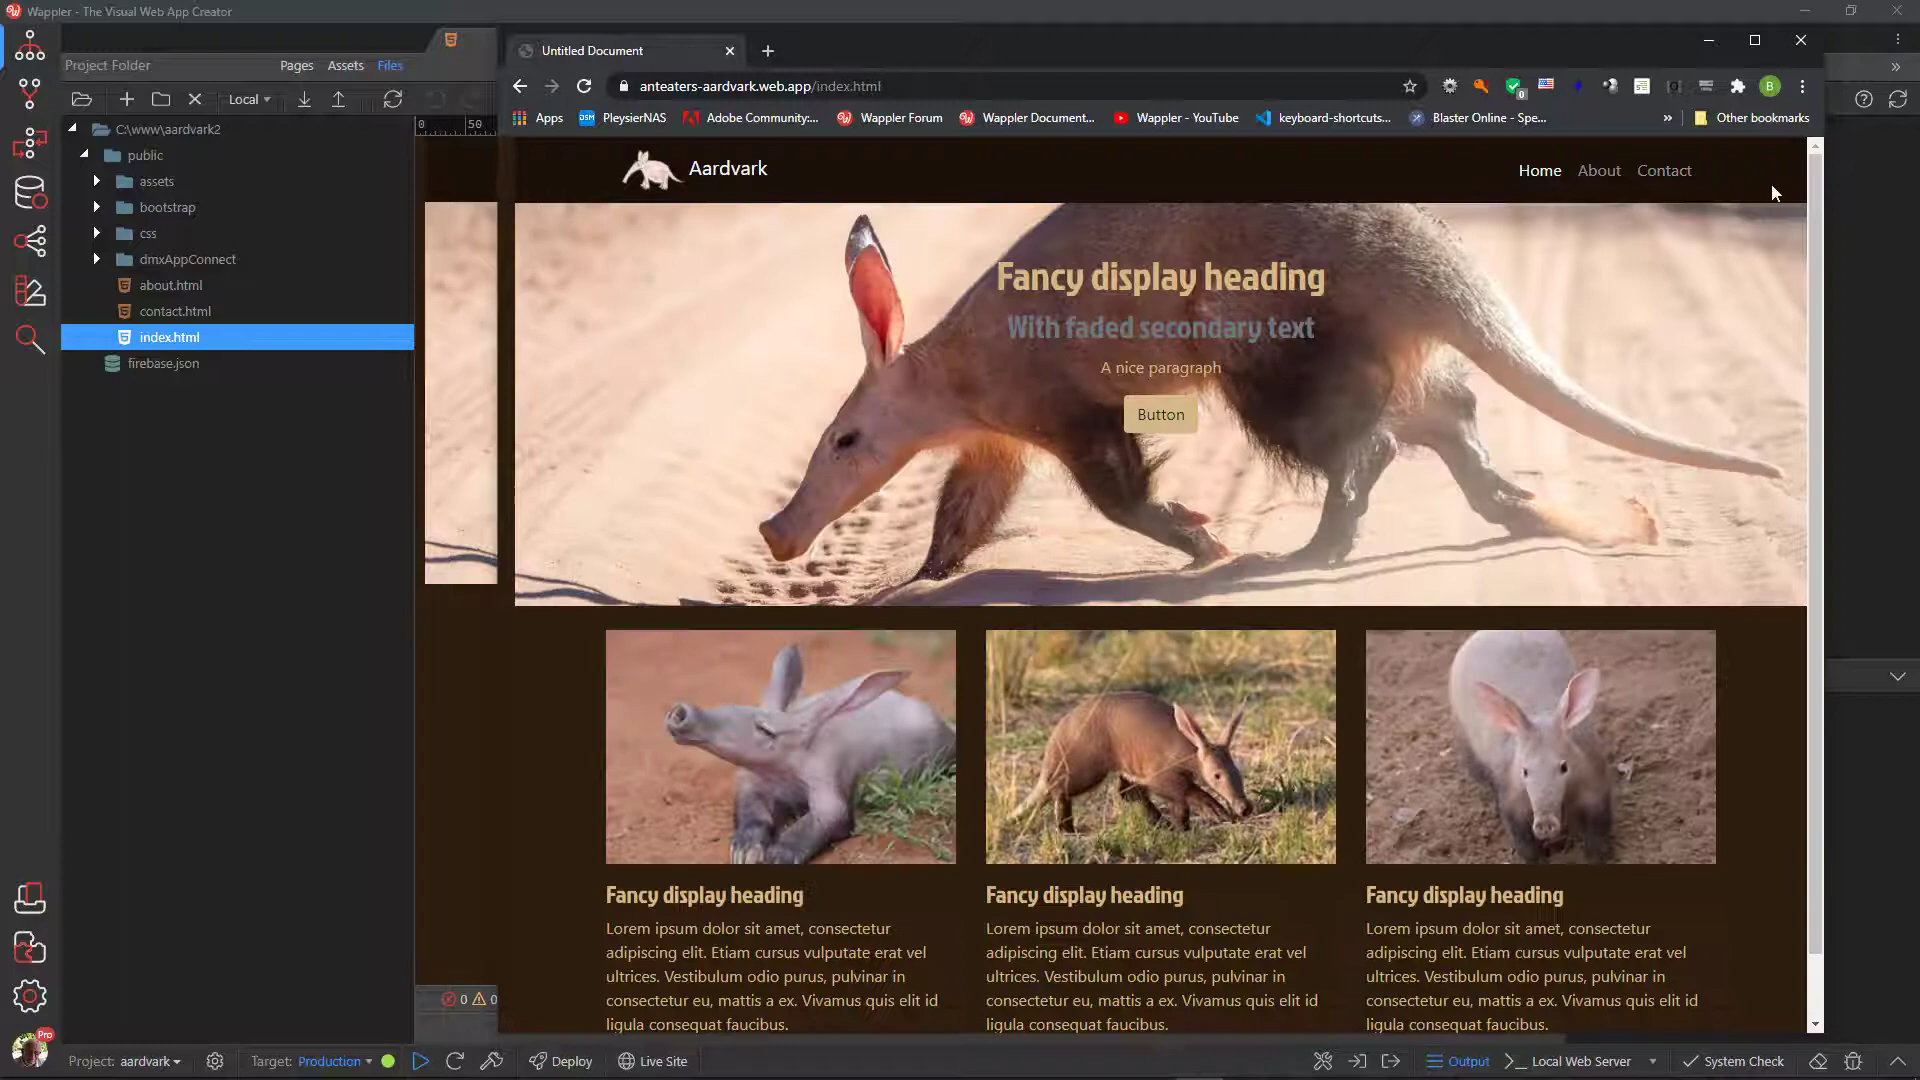 Wappler - The Visual Web App Creator
Project Folder
Pages
Assets
Files
Local
C:\www\aardvark2
public
assets
bootstrap
css
dmxAppConnect
about.html
contact.html
index.html
firebase.json
0
50
Untitled Document
anteaters-aardvark.web.app/index.html
0
B
Apps
DSM
PleysierNAS
Adobe Community:...
Wappler Forum
Wappler Document...
Wappler - YouTube
keyboard-shortcuts...
Blaster Online - Spe...
»
Other bookmarks
Aardvark
Home
About
Contact
Fancy display heading
With faded secondary text
A nice paragraph
Button
Fancy display heading
Lorem ipsum dolor sit amet, consectetur
adipiscing elit. Etiam cursus vulputate erat vel
ultrices. Vestibulum odio purus, pulvinar in
consectetur eu, mattis a ex. Vivamus quis elit id
ligula consequat faucibus.
Fancy display heading
Lorem ipsum dolor sit amet, consectetur
adipiscing elit. Etiam cursus vulputate erat vel
ultrices. Vestibulum odio purus, pulvinar in
consectetur eu, mattis a ex. Vivamus quis elit id
ligula consequat faucibus.
Fancy display heading
Lorem ipsum dolor sit amet, consectetur
adipiscing elit. Etiam cursus vulputate erat vel
ultrices. Vestibulum odio purus, pulvinar in
consectetur eu, mattis a ex. Vivamus quis elit id
ligula consequat faucibus.
0
0
Pro
Project: aardvark
Target: Production
Deploy
Live Site
Output
Local Web Server
System Check